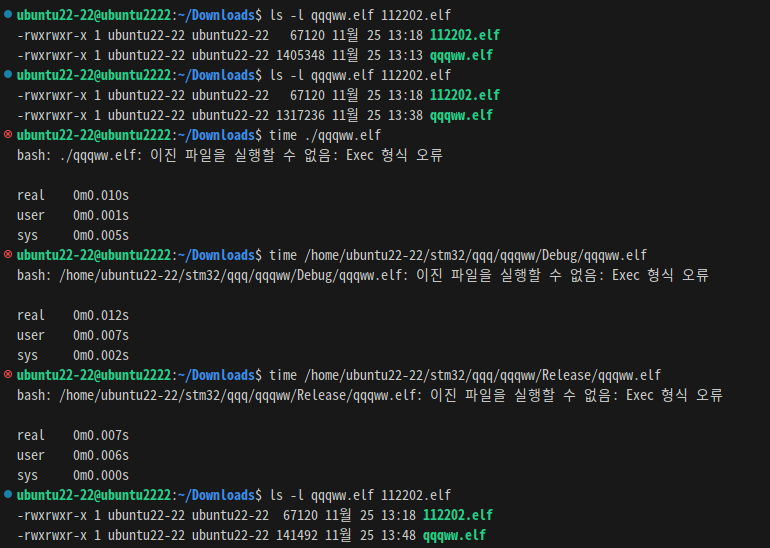 ubuntu22-22@ubuntu2222:~/Downloads$ ls -l qqqww.elf 112202.elf
-rwxrwxr-x 1 ubuntu22-22 ubuntu22-22   67120 11월 25 13:18 112202.elf
-rwxrwxr-x 1 ubuntu22-22 ubuntu22-22 1405348 11월 25 13:13 qqqww.elf
ubuntu22-22@ubuntu2222:~/Downloads$ ls -l qqqww.elf 112202.elf
-rwxrwxr-x 1 ubuntu22-22 ubuntu22-22   67120 11월 25 13:18 112202.elf
-rwxrwxr-x 1 ubuntu22-22 ubuntu22-22 1317236 11월 25 13:38 qqqww.elf
ubuntu22-22@ubuntu2222:~/Downloads$ time ./qqqww.elf
bash: ./qqqww.elf: 이진 파일을 실행할 수 없음: Exec 형식 오류
real    0m0.010s
user    0m0.001s
sys     0m0.005s
ubuntu22-22@ubuntu2222:~/Downloads$ time /home/ubuntu22-22/stm32/qqq/qqqww/Debug/qqqww.elf
bash: /home/ubuntu22-22/stm32/qqq/qqqww/Debug/qqqww.elf: 이진 파일을 실행할 수 없음: Exec 형식 오류
real    0m0.012s
user    0m0.007s
sys     0m0.002s
ubuntu22-22@ubuntu2222:~/Downloads$ time /home/ubuntu22-22/stm32/qqq/qqqww/Release/qqqww.elf
bash: /home/ubuntu22-22/stm32/qqq/qqqww/Release/qqqww.elf: 이진 파일을 실행할 수 없음: Exec 형식 오류
real    0m0.007s
user    0m0.006s
sys     0m0.000s
ubuntu22-22@ubuntu2222:~/Downloads$ ls -l qqqww.elf 112202.elf
-rwxrwxr-x 1 ubuntu22-22 ubuntu22-22  67120 11월 25 13:18 112202.elf
-rwxrwxr-x 1 ubuntu22-22 ubuntu22-22 141492 11월 25 13:48 qqqww.elf